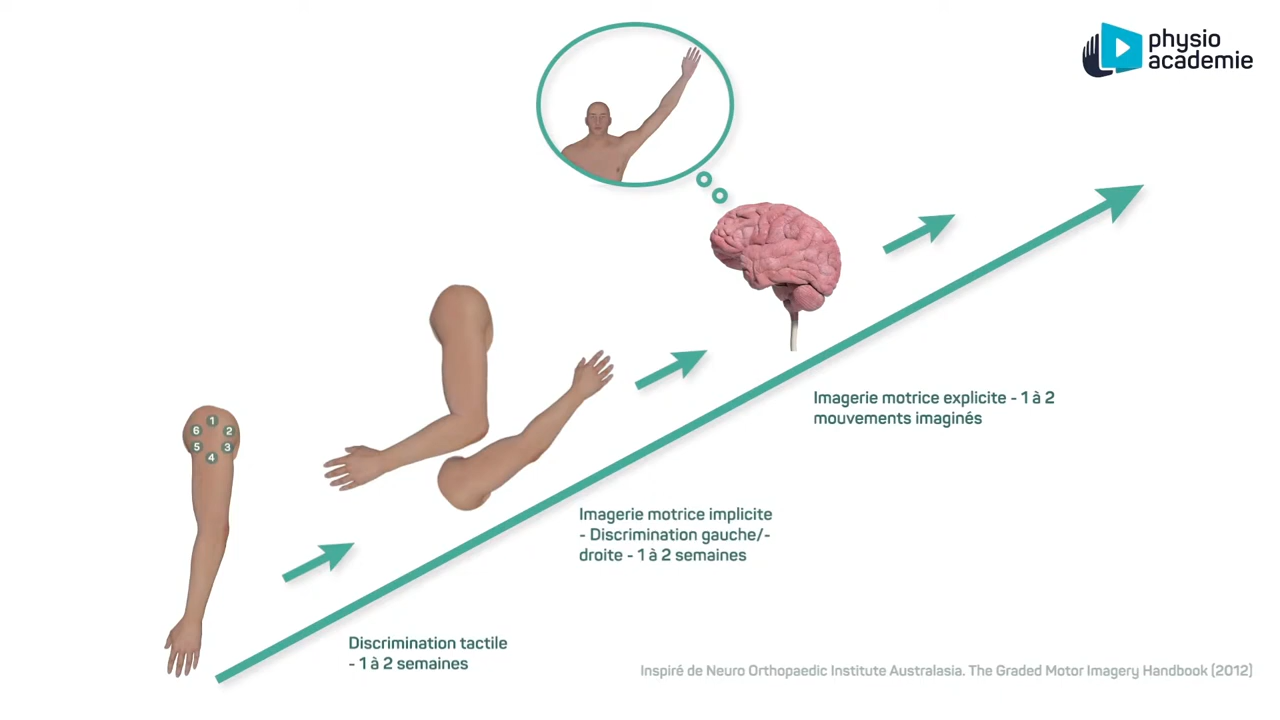 physio
academie
1
6
2
5
3
4
Imagerie motrice explicite - 1 à 2
mouvements imaginés
Imagerie motrice implicite
- Discrimination gauche/-
droite - 1 à 2 semaines
Discrimination tactile
- 1 à 2 semaines
Inspiré de Neuro Orthopaedic Institute Australasia. The Graded Motor Imagery Handbook (2012)